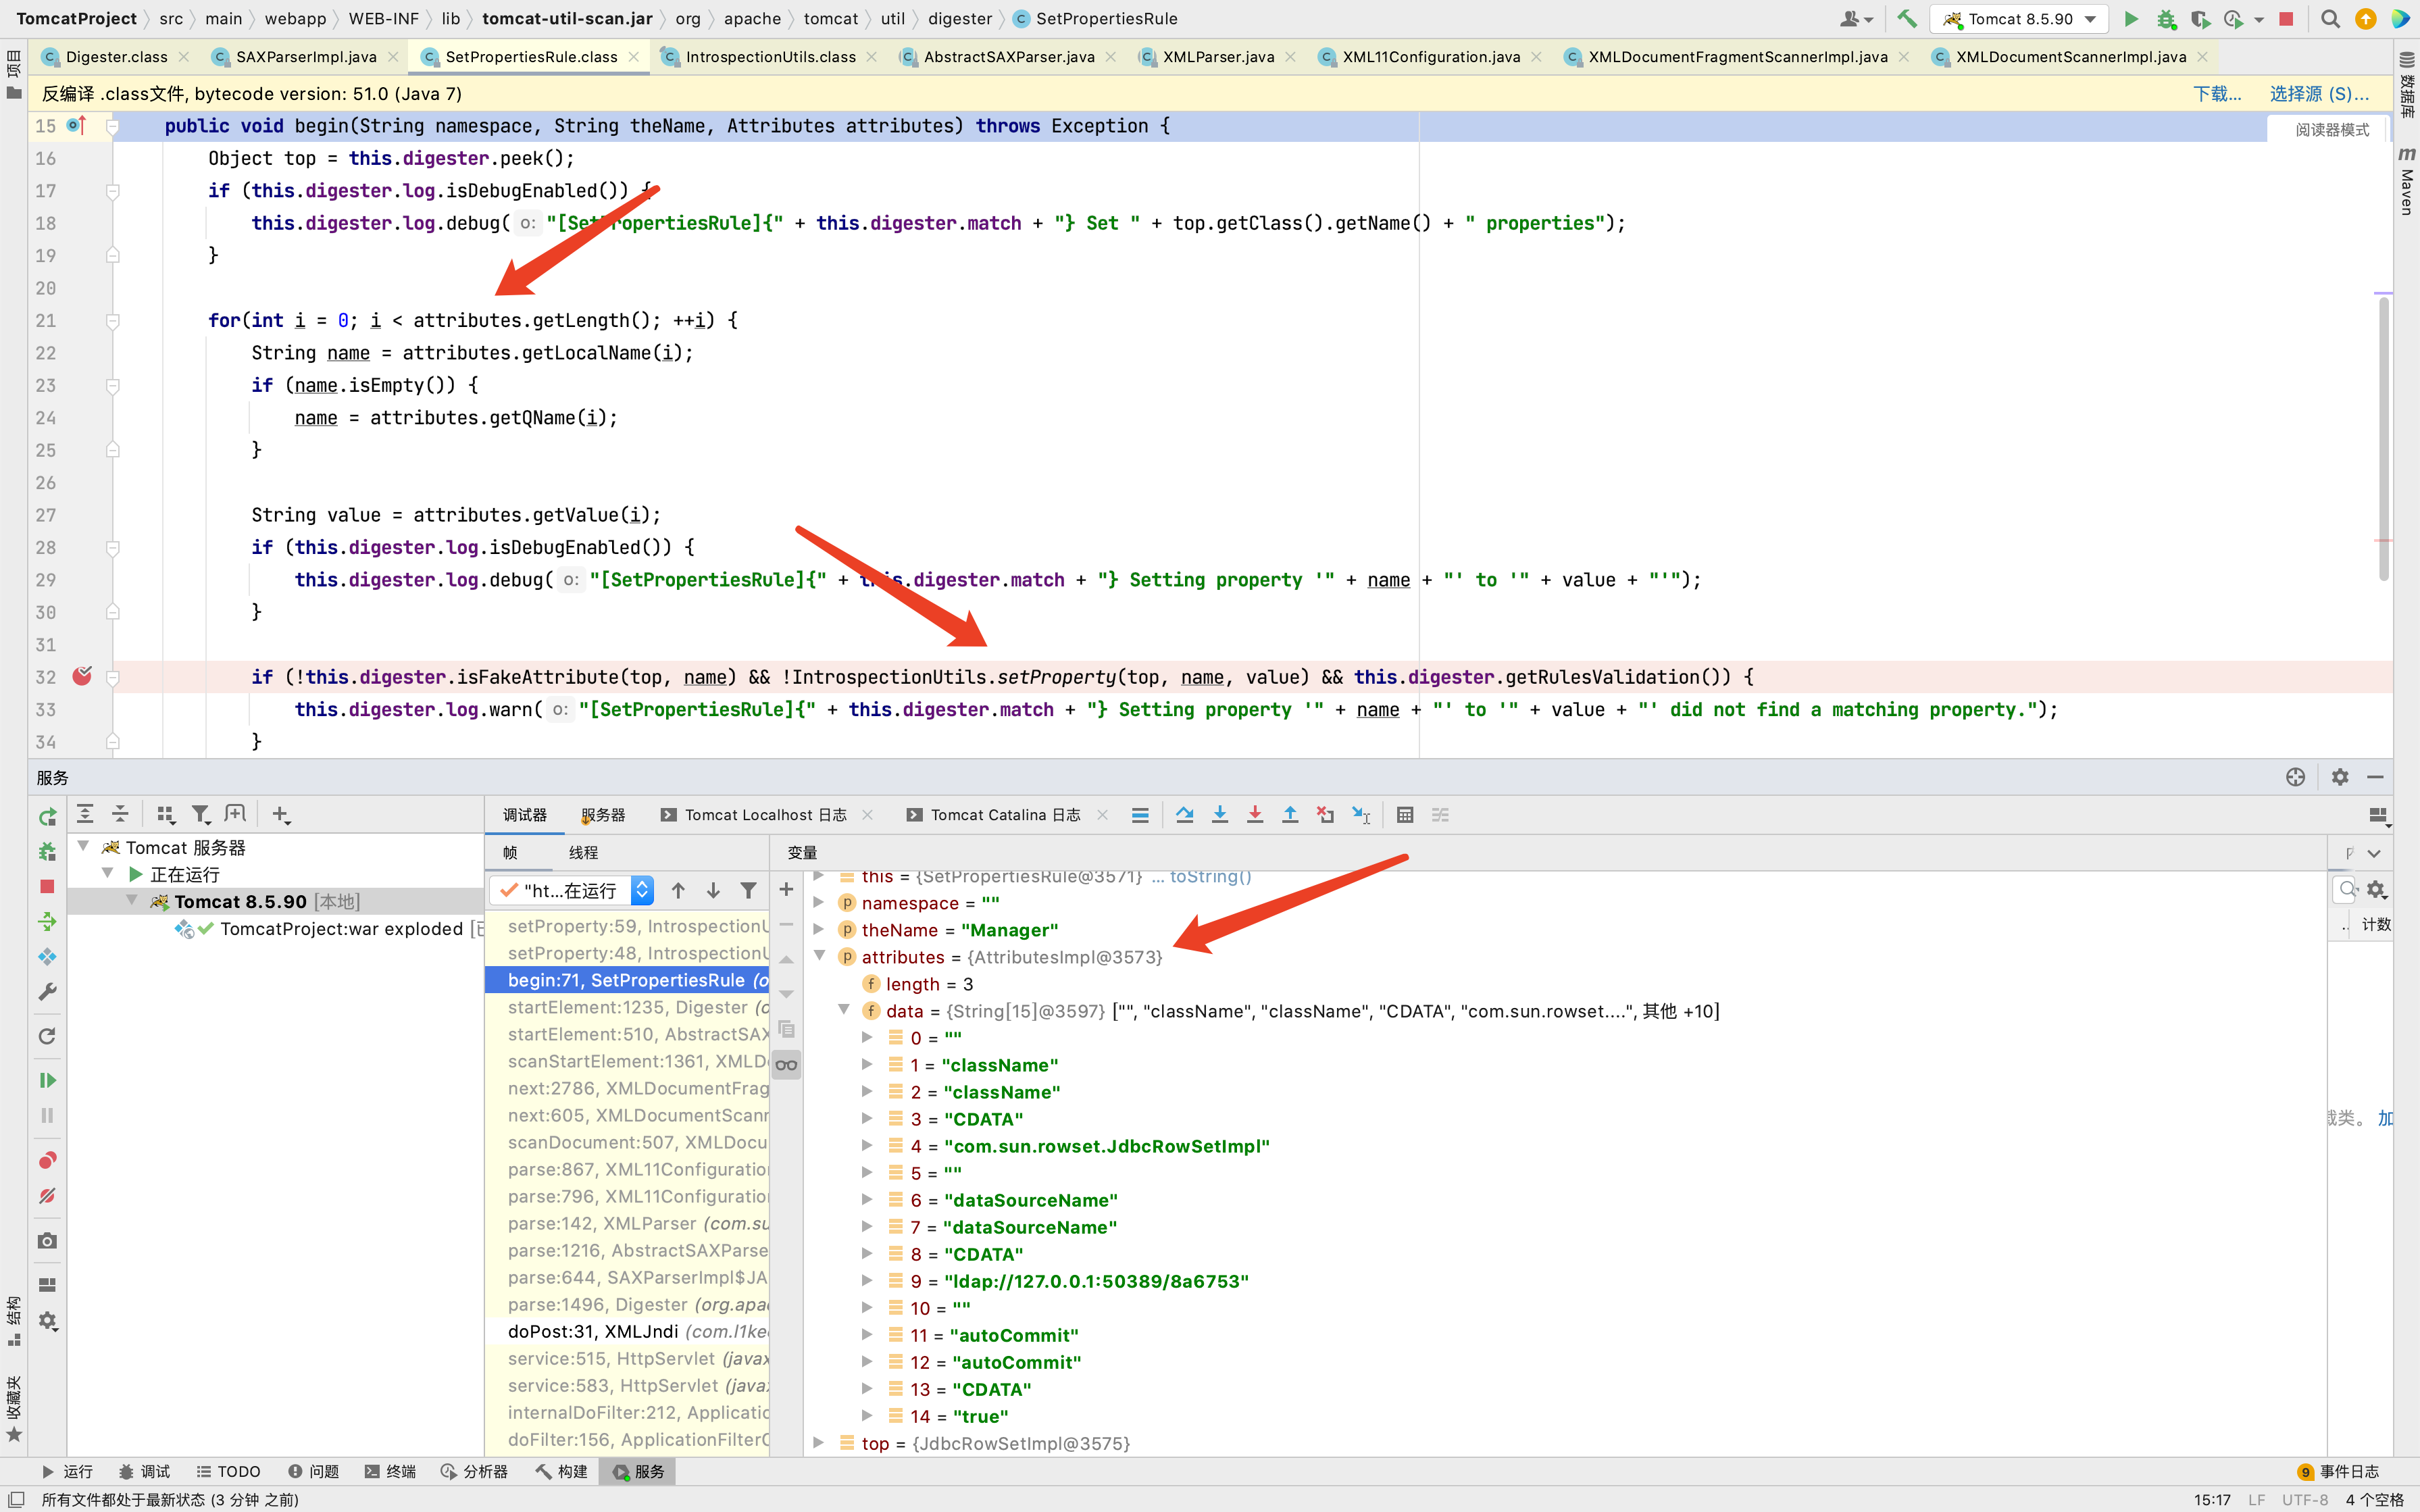 TomcatProject 〉 src 〉 main 〉 webapp 〉 WEB-INF 〉 lib 〉 tomcat-util-scan.jar 〉 org 〉 apache 〉 tomcat 〉 util 〉 digester 〉 SetPropertiesRule
Tomcat 8.5.90
Digester.class SAXParserImpl.java SetPropertiesRule.class IntrospectionUtils.class AbstractSAXParser.java XMLParser.java XML11Configuration.java XMLDocumentFragmentScannerImpl.java XMLDocumentScannerImpl.java
项目
数据库
Maven
反编译 .class文件, bytecode version: 51.0 (Java 7) 下载... 选择源 (S)...
阅读器模式
15 public void begin(String namespace, String theName, Attributes attributes) throws Exception {
16 Object top = this.digester.peek();
17 if (this.digester.log.isDebugEnabled()) {
18 this.digester.log.debug( o: "[SetPropertiesRule]{" + this.digester.match + "} Set " + top.getClass().getName() + " properties");
19 }
20
21 for(int i = 0; i < attributes.getLength(); ++i) {
22 String name = attributes.getLocalName(i);
23 if (name.isEmpty()) {
24 name = attributes.getQName(i);
25 }
26
27 String value = attributes.getValue(i);
28 if (this.digester.log.isDebugEnabled()) {
29 this.digester.log.debug( o: "[SetPropertiesRule]{" + this.digester.match + "} Setting property '" + name + "' to '" + value + "'");
30 }
31
32 if (!this.digester.isFakeAttribute(top, name) && !IntrospectionUtils.setProperty(top, name, value) && this.digester.getRulesValidation()) {
33 this.digester.log.warn( o: "[SetPropertiesRule]{" + this.digester.match + "} Setting property '" + name + "' to '" + value + "' did not find a matching property.");
34 }
服务
调试器 服务器 Tomcat Localhost 日志 Tomcat Catalina 日志
Tomcat 服务器
正在运行
Tomcat 8.5.90 [本地]
TomcatProject:war exploded
帧 线程
"ht...在运行
setProperty:59, Introspection
setProperty:48, Introspection
begin:71, SetPropertiesRule (o
startElement:1235, Digester (o
startElement:510, AbstractSAX
scanStartElement:1361, XMLD
next:2786, XMLDocumentFrag
next:605, XMLDocumentScan
scanDocument:507, XMLDocu
parse:867, XML11Configuration
parse:796, XML11Configuration
parse:142, XMLParser (com.su
parse:1216, AbstractSAXParse
parse:644, SAXParserImpl$JA
parse:1496, Digester (org.apa
doPost:31, XMLJndi (com.l1ke
service:515, HttpServlet (javax
service:583, HttpServlet (javax
internalDoFilter:212, Applicatio
doFilter:156, ApplicationFilterC
变量
this = {SetPropertiesRule@3571} ... toString()
namespace = ""
theName = "Manager"
attributes = {AttributesImpl@3573}
length = 3
data = {String[15]@3597} ["", "className", "className", "CDATA", "com.sun.rowset....", 其他 +10]
0 = ""
1 = "className"
2 = "className"
3 = "CDATA"
4 = "com.sun.rowset.JdbcRowSetImpl"
5 = ""
6 = "dataSourceName"
7 = "dataSourceName"
8 = "CDATA"
9 = "ldap://127.0.0.1:50389/8a6753"
10 = ""
11 = "autoCommit"
12 = "autoCommit"
13 = "CDATA"
14 = "true"
top = {JdbcRowSetImpl@3575}
.. 计数
载类。 加
结构
收藏夹
运行 调试 TODO 问题 终端 分析器 构建 服务 9 事件日志
所有文件都处于最新状态 (3 分钟 之前) 15:17 LF UTF-8 4 个空格